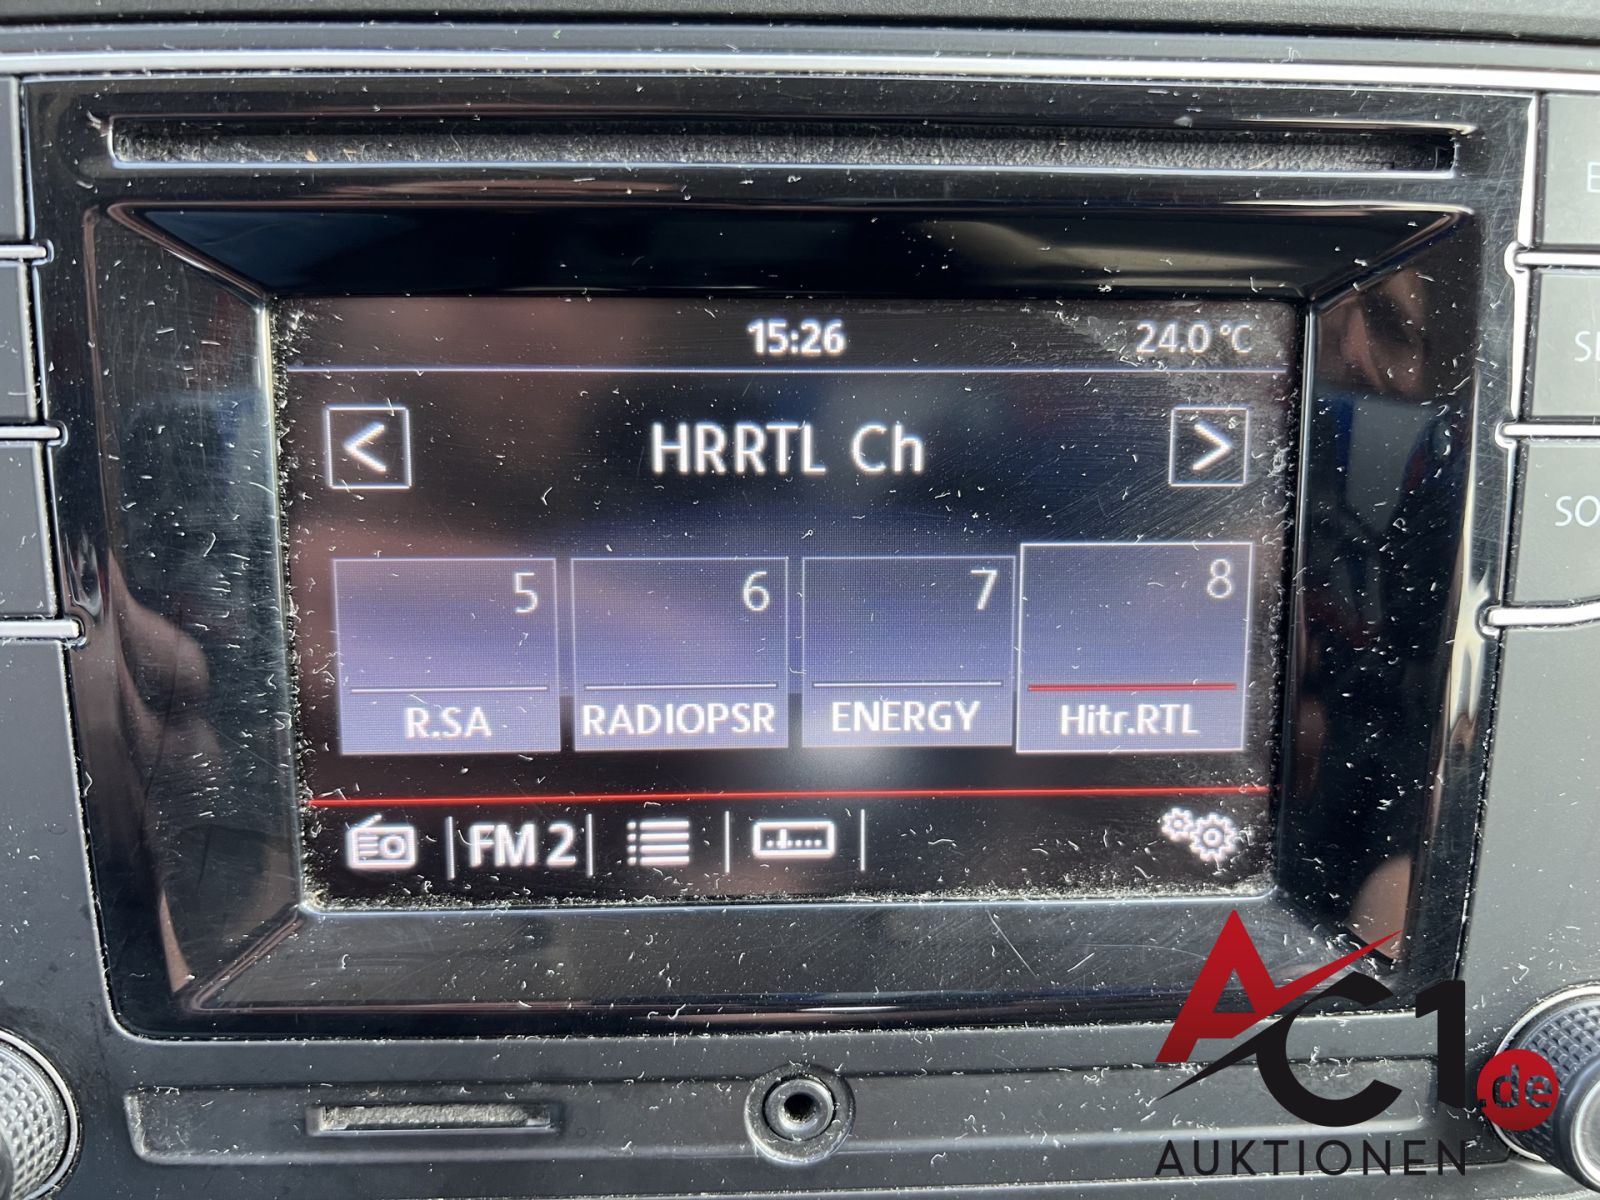 15:26 24.0 °C
< HRRTL Ch >
5 6 7 8
R.SA RADIOPSR ENERGY Hitr.RTL
FM 2
SO
AC1.de
AUKTIONEN